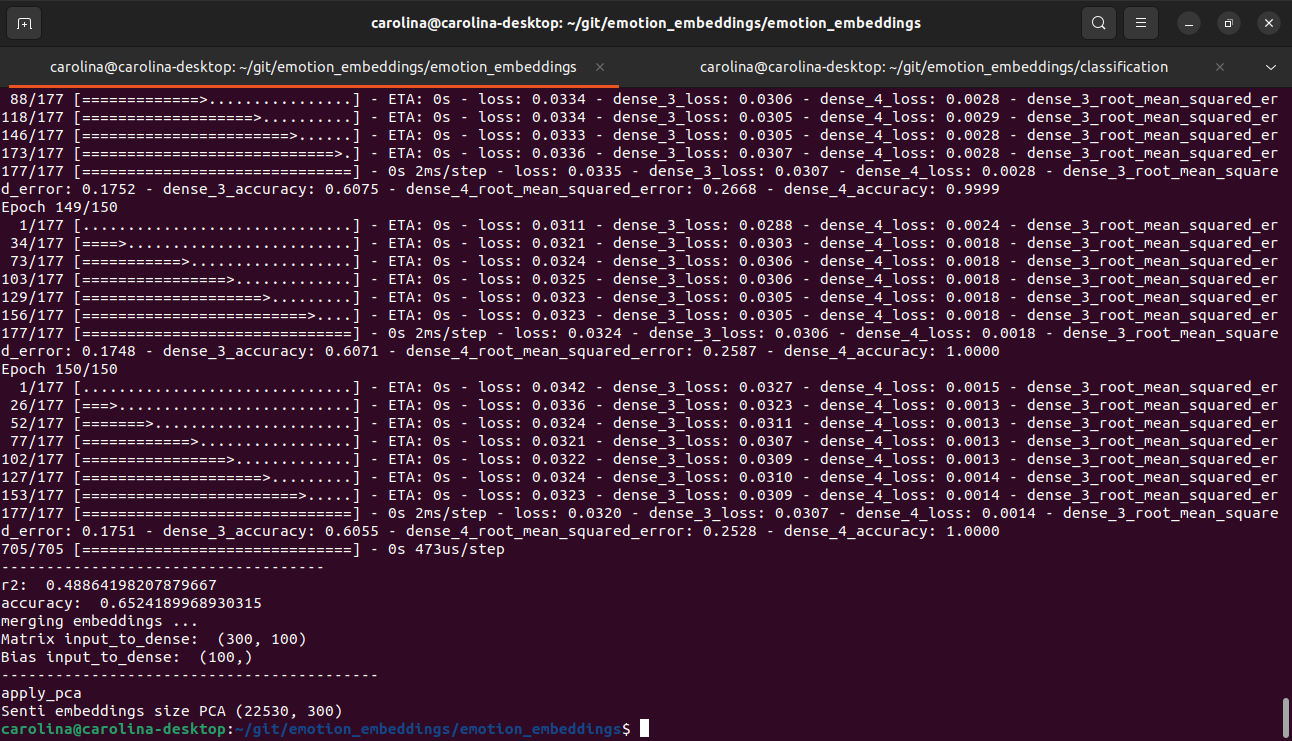 carolina@carolina-desktop: ~/git/emotion_embeddings/emotion_embeddings
carolina@carolina-desktop: ~/git/emotion_embeddings/emotion_embeddings
carolina@carolina-desktop: ~/git/emotion_embeddings/classification
 88/177 [=============>................] - ETA: 0s - loss: 0.0334 - dense_3_loss: 0.0306 - dense_4_loss: 0.0028 - dense_3_root_mean_squared_er
118/177 [===================>..........] - ETA: 0s - loss: 0.0334 - dense_3_loss: 0.0305 - dense_4_loss: 0.0029 - dense_3_root_mean_squared_er
146/177 [=======================>......] - ETA: 0s - loss: 0.0333 - dense_3_loss: 0.0305 - dense_4_loss: 0.0028 - dense_3_root_mean_squared_er
173/177 [============================>.] - ETA: 0s - loss: 0.0336 - dense_3_loss: 0.0307 - dense_4_loss: 0.0028 - dense_3_root_mean_squared_er
177/177 [==============================] - 0s 2ms/step - loss: 0.0335 - dense_3_loss: 0.0307 - dense_4_loss: 0.0028 - dense_3_root_mean_square
d_error: 0.1752 - dense_3_accuracy: 0.6075 - dense_4_root_mean_squared_error: 0.2668 - dense_4_accuracy: 0.9999
Epoch 149/150
  1/177 [..............................] - ETA: 0s - loss: 0.0311 - dense_3_loss: 0.0288 - dense_4_loss: 0.0024 - dense_3_root_mean_squared_er
 34/177 [====>.........................] - ETA: 0s - loss: 0.0321 - dense_3_loss: 0.0303 - dense_4_loss: 0.0018 - dense_3_root_mean_squared_er
 73/177 [===========>..................] - ETA: 0s - loss: 0.0324 - dense_3_loss: 0.0306 - dense_4_loss: 0.0018 - dense_3_root_mean_squared_er
103/177 [================>.............] - ETA: 0s - loss: 0.0325 - dense_3_loss: 0.0306 - dense_4_loss: 0.0018 - dense_3_root_mean_squared_er
129/177 [====================>.........] - ETA: 0s - loss: 0.0323 - dense_3_loss: 0.0305 - dense_4_loss: 0.0018 - dense_3_root_mean_squared_er
156/177 [=========================>....] - ETA: 0s - loss: 0.0323 - dense_3_loss: 0.0305 - dense_4_loss: 0.0018 - dense_3_root_mean_squared_er
177/177 [==============================] - 0s 2ms/step - loss: 0.0324 - dense_3_loss: 0.0306 - dense_4_loss: 0.0018 - dense_3_root_mean_square
d_error: 0.1748 - dense_3_accuracy: 0.6071 - dense_4_root_mean_squared_error: 0.2587 - dense_4_accuracy: 1.0000
Epoch 150/150
  1/177 [..............................] - ETA: 0s - loss: 0.0342 - dense_3_loss: 0.0327 - dense_4_loss: 0.0015 - dense_3_root_mean_squared_er
 26/177 [===>..........................] - ETA: 0s - loss: 0.0336 - dense_3_loss: 0.0323 - dense_4_loss: 0.0013 - dense_3_root_mean_squared_er
 52/177 [=======>......................] - ETA: 0s - loss: 0.0324 - dense_3_loss: 0.0311 - dense_4_loss: 0.0013 - dense_3_root_mean_squared_er
 77/177 [============>.................] - ETA: 0s - loss: 0.0321 - dense_3_loss: 0.0307 - dense_4_loss: 0.0013 - dense_3_root_mean_squared_er
102/177 [================>.............] - ETA: 0s - loss: 0.0322 - dense_3_loss: 0.0309 - dense_4_loss: 0.0013 - dense_3_root_mean_squared_er
127/177 [====================>.........] - ETA: 0s - loss: 0.0324 - dense_3_loss: 0.0310 - dense_4_loss: 0.0014 - dense_3_root_mean_squared_er
153/177 [========================>.....] - ETA: 0s - loss: 0.0323 - dense_3_loss: 0.0309 - dense_4_loss: 0.0014 - dense_3_root_mean_squared_er
177/177 [==============================] - 0s 2ms/step - loss: 0.0320 - dense_3_loss: 0.0307 - dense_4_loss: 0.0014 - dense_3_root_mean_square
d_error: 0.1751 - dense_3_accuracy: 0.6055 - dense_4_root_mean_squared_error: 0.2528 - dense_4_accuracy: 1.0000
705/705 [==============================] - 0s 473us/step
------------------------------------
r2:  0.48864198207879667
accuracy:  0.6524189968930315
merging embeddings ...
Matrix input_to_dense:  (300, 100)
Bias input_to_dense:  (100,)
------------------------------------------
apply_pca
Senti embeddings size PCA (22530, 300)
carolina@carolina-desktop:~/git/emotion_embeddings/emotion_embeddings$